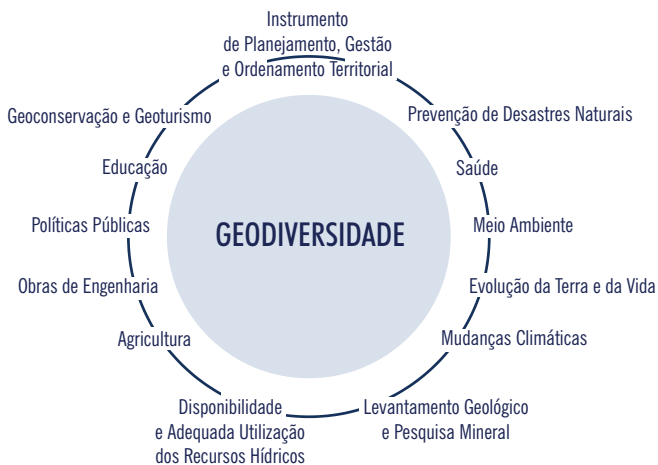 Instrumento
de Planejamento, Gestão
e Ordenamento Territorial
Prevenção de Desastres Naturais
Saúde
Meio Ambiente
Evolução da Terra e da Vida
Mudanças Climáticas
Levantamento Geológico
e Pesquisa Mineral
Disponibilidade
e Adequada Utilização
dos Recursos Hídricos
Agricultura
Obras de Engenharia
Políticas Públicas
Educação
Geoconservação e Geoturismo
GEODIVERSIDADE